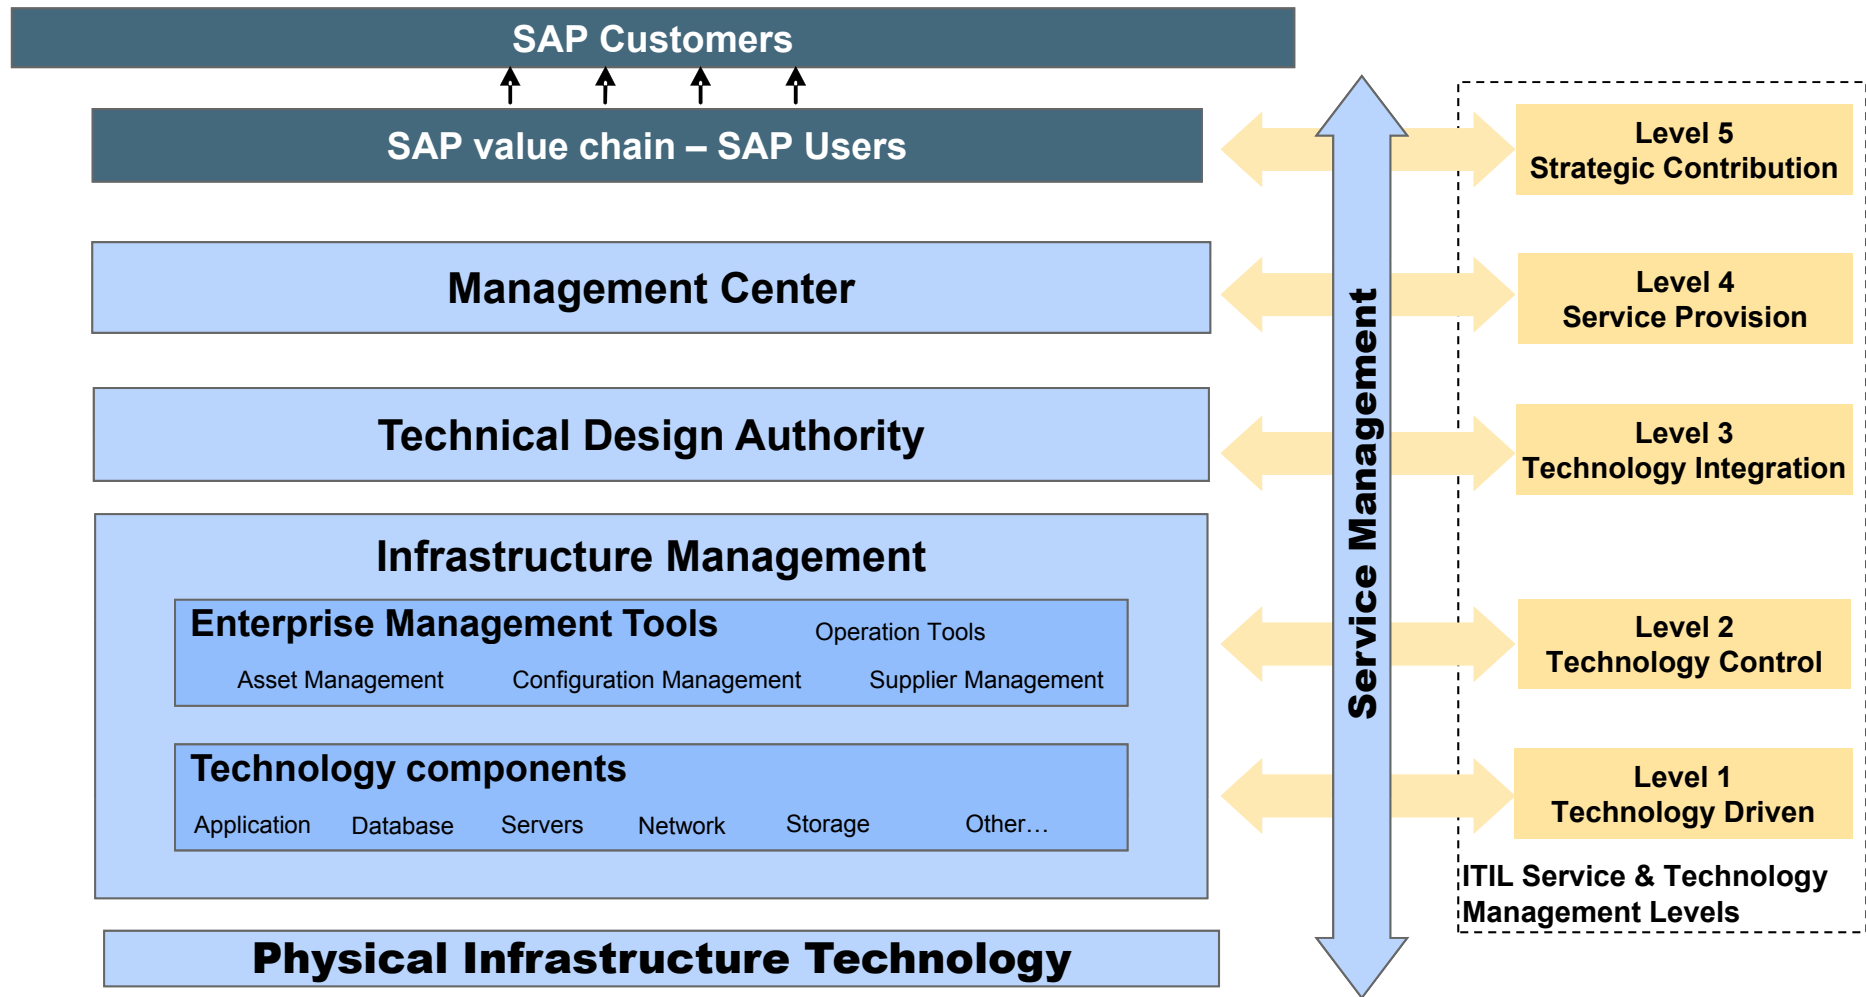 SAP Customers
SAP value chain – SAP Users
Management Center
Technical Design Authority
Infrastructure Management
Enterprise Management Tools
Operation Tools
Asset Management
Configuration Management
Supplier Management
Technology components
Application
Database
Servers
Network
Storage
Other…
Physical Infrastructure Technology
Service Management
Level 5
Strategic Contribution
Level 4
Service Provision
Level 3
Technology Integration
Level 2
Technology Control
Level 1
Technology Driven
ITIL Service & Technology
Management Levels